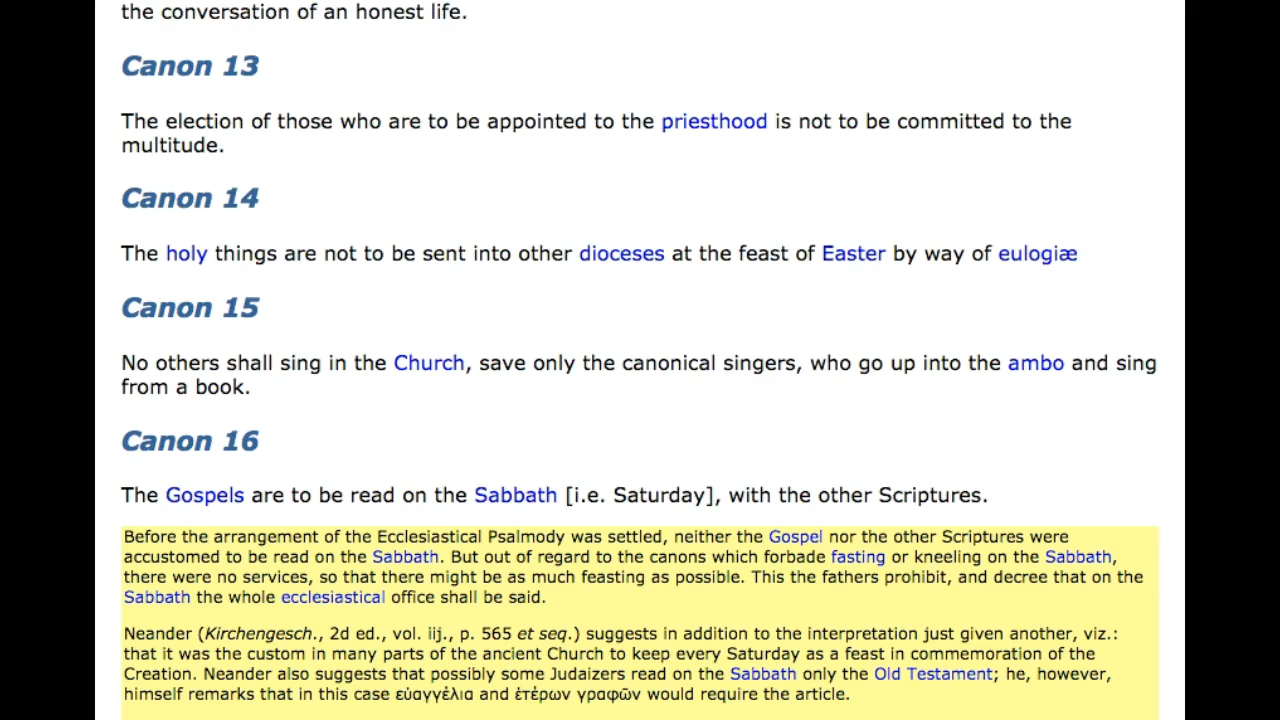 the conversation of an honest life.
Canon 13
The election of those who are to be appointed to the priesthood is not to be committed to the
multitude.
Canon 14
The holy things are not to be sent into other dioceses at the feast of Easter by way of eulogiæ
Canon 15
No others shall sing in the Church, save only the canonical singers, who go up into the ambo and sing
from a book.
Canon 16
The Gospels are to be read on the Sabbath [i.e. Saturday], with the other Scriptures.
Before the arrangement of the Ecclesiastical Psalmody was settled, neither the Gospel nor the other Scriptures were
accustomed to be read on the Sabbath. But out of regard to the canons which forbade fasting or kneeling on the Sabbath,
there were no services, so that there might be as much feasting as possible. This the fathers prohibit, and decree that on the
Sabbath the whole ecclesiastical office shall be said.
Neander (Kirchengesch., 2d ed., vol. iij., p. 565 et seq.) suggests in addition to the interpretation just given another, viz.:
that it was the custom in many parts of the ancient Church to keep every Saturday as a feast in commemoration of the
Creation. Neander also suggests that possibly some Judaizers read on the Sabbath only the Old Testament; he, however,
himself remarks that in this case εὐαγγέλια and ἑτέρων γραφῶν would require the article.